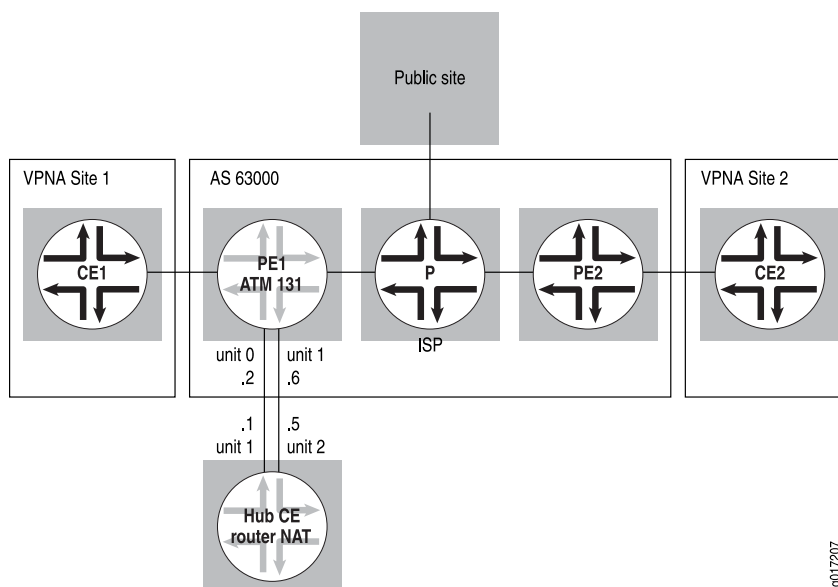 Public site
VPNA Site 1
AS 63000
VPNA Site 2
CE1
PE1
ATM 131
P
PE2
CE2
ISP
unit 0
unit 1
.2
.6
.1
.5
unit 1
unit 2
Hub CE
router NAT
g017207